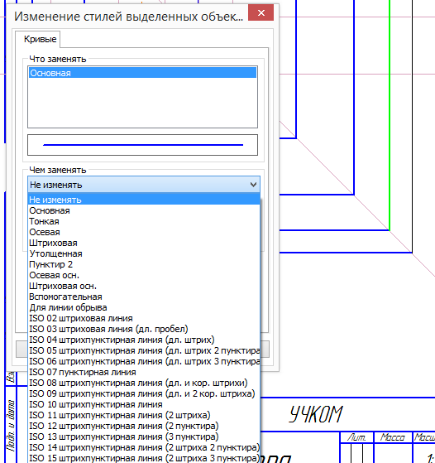 Изменение стилей выделенных объек...
Кривые
Что заменять
Основная
Чем заменять
Не изменять
Не изменять
Основная
Тонкая
Осевая
Штриховая
Утолщенная
Пунктир 2
Осевая осн.
Штриховая осн.
Вспомогательная
Для линии обрыва
ISO 02 штриховая линия
ISO 03 штриховая линия (дл. пробел)
ISO 04 штрихпунктирная линия (дл. штрих)
ISO 05 штрихпунктирная линия (дл. штрих 2 пунктира
ISO 06 штрихпунктирная линия (дл. штрих 3 пунктира
ISO 07 пунктирная линия
ISO 08 штрихпунктирная линия (дл. и кор. штрихи)
ISO 09 штрихпунктирная линия (дл. и 2 кор. штриха)
ISO 10 штрихпунктирная линия
ISO 11 штрихпунктирная линия (2 штриха)
ISO 12 штрихпунктирная линия (2 пунктира)
ISO 13 штрихпунктирная линия (3 пунктира)
ISO 14 штрихпунктирная линия (2 штриха 2 пунктира)
ISO 15 штрихпунктирная линия (2 штриха 3 пунктира)
Подп. и дата
УЧКОМ
Лит. Масса Масш